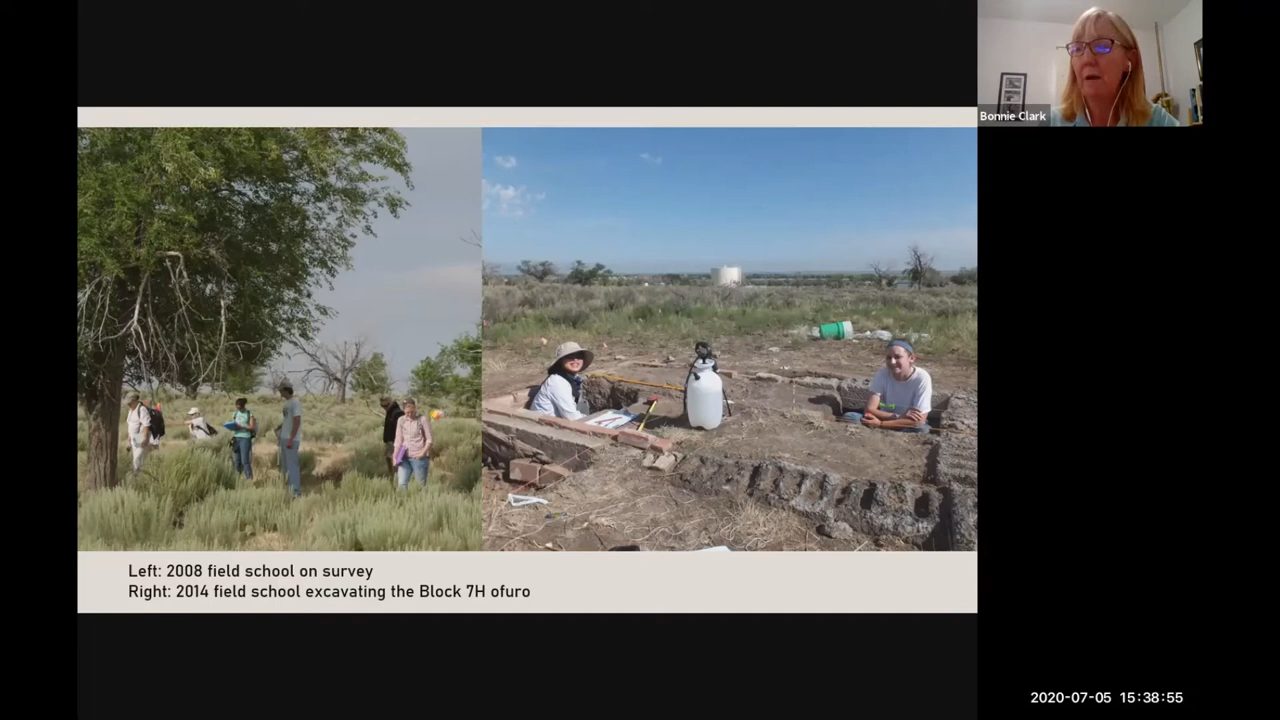 Bonnie Clark
Left: 2008 field school on survey
Right: 2014 field school excavating the Block 7H ofuro
2020-07-05 15:38:55